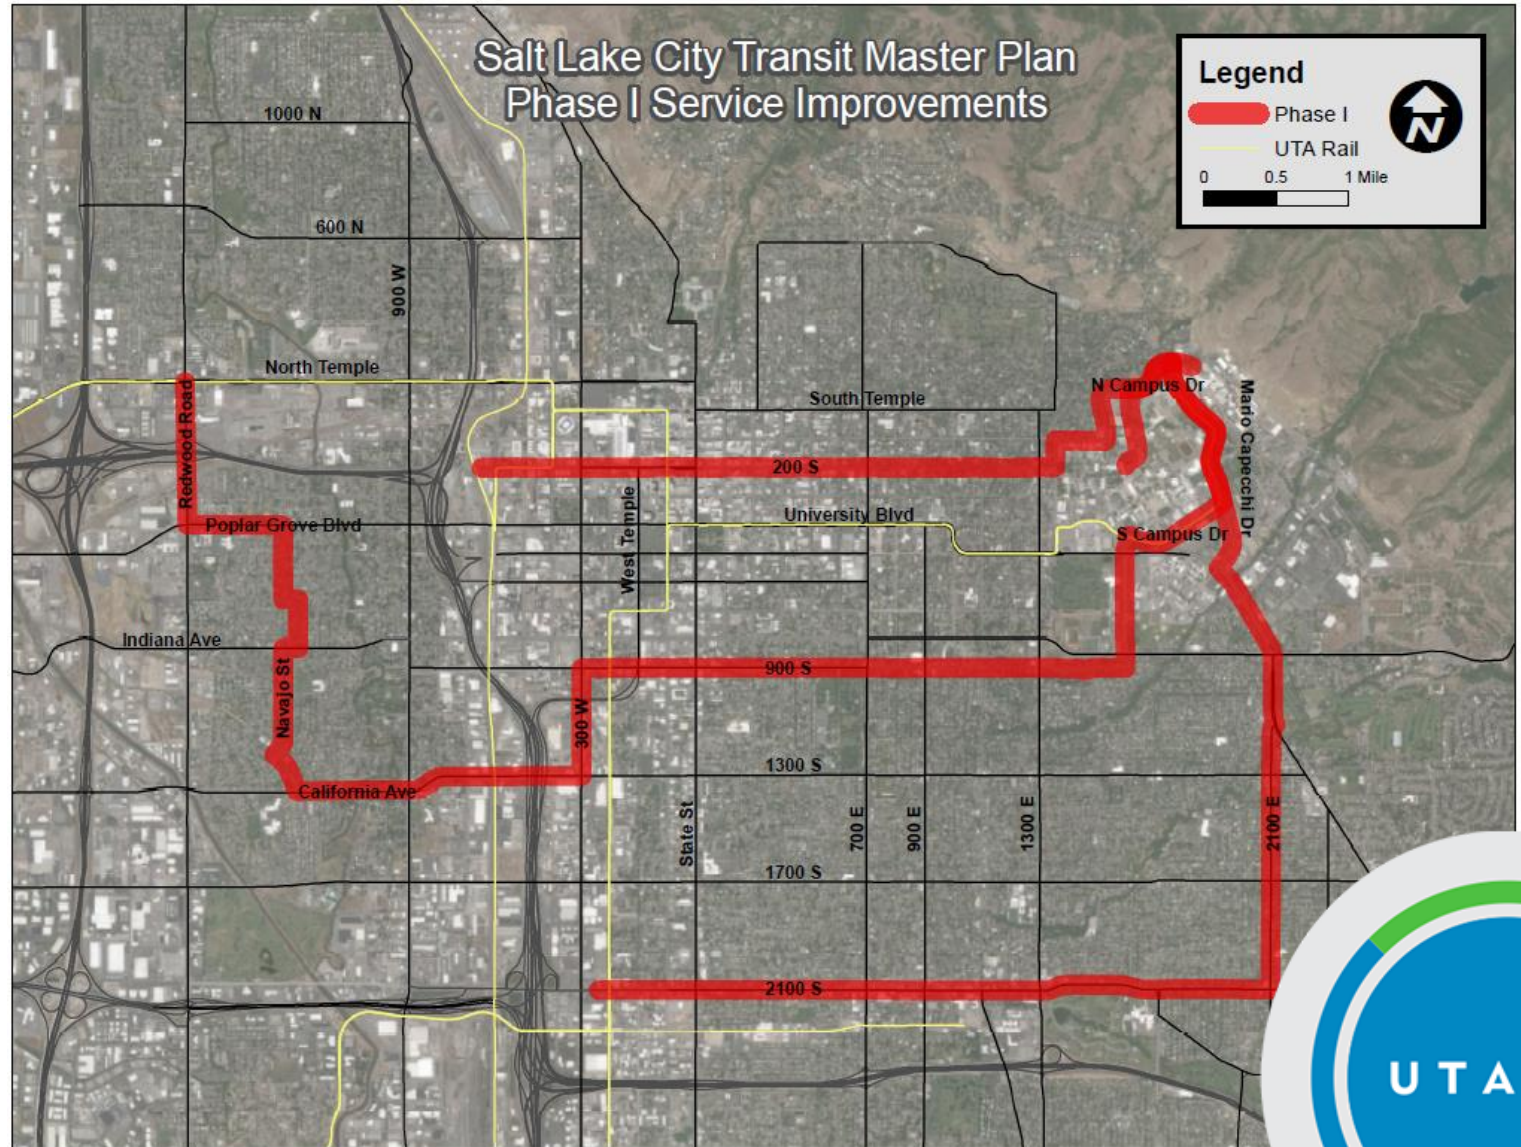 Salt Lake City Transit Master Plan
Phase I Service Improvements
Legend
Phase I
UTA Rail
0 0.5 1 Mile
N
1000 N
600 N
900 W
North Temple
South Temple
N Campus Dr
Mario Capecchi Dr
Redwood Road
200 S
Poplar Grove Blvd
West Temple
University Blvd
S Campus Dr
Indiana Ave
Navajo St
900 S
300 W
1300 S
California Ave
State St
700 E
900 E
1300 E
2100 E
1700 S
2100 S
UTA